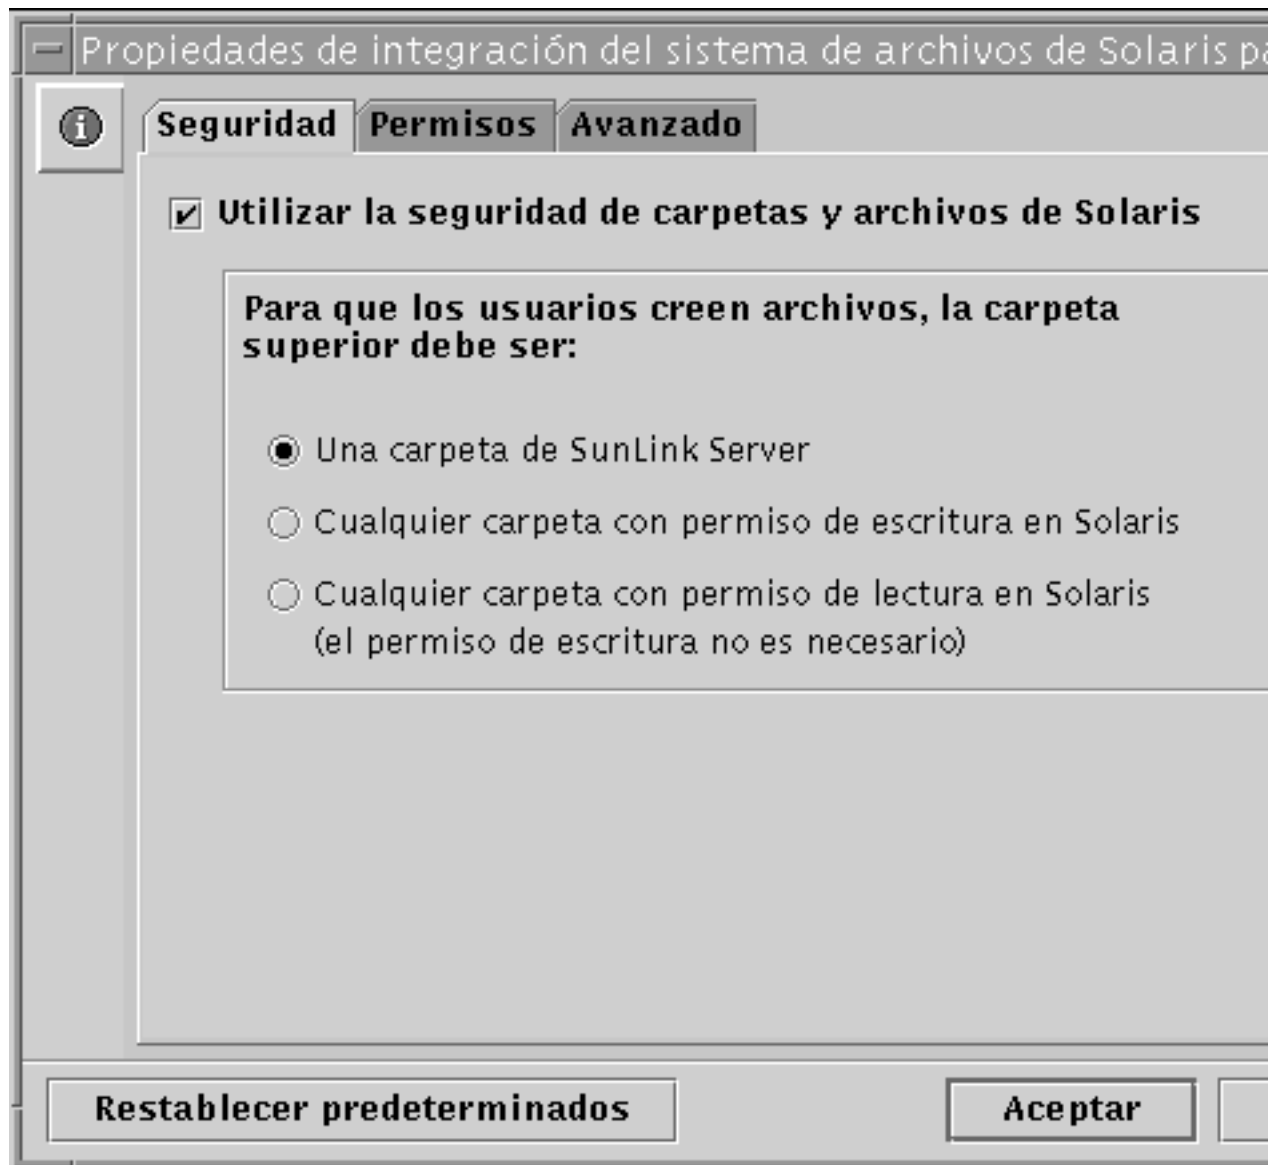 Propiedades de integración del sistema de archivos de Solaris pa
Seguridad Permisos Avanzado
Utilizar la seguridad de carpetas y archivos de Solaris
Para que los usuarios creen archivos, la carpeta
superior debe ser:
Una carpeta de SunLink Server
Cualquier carpeta con permiso de escritura en Solaris
Cualquier carpeta con permiso de lectura en Solaris
(el permiso de escritura no es necesario)
Restablecer predeterminados Aceptar